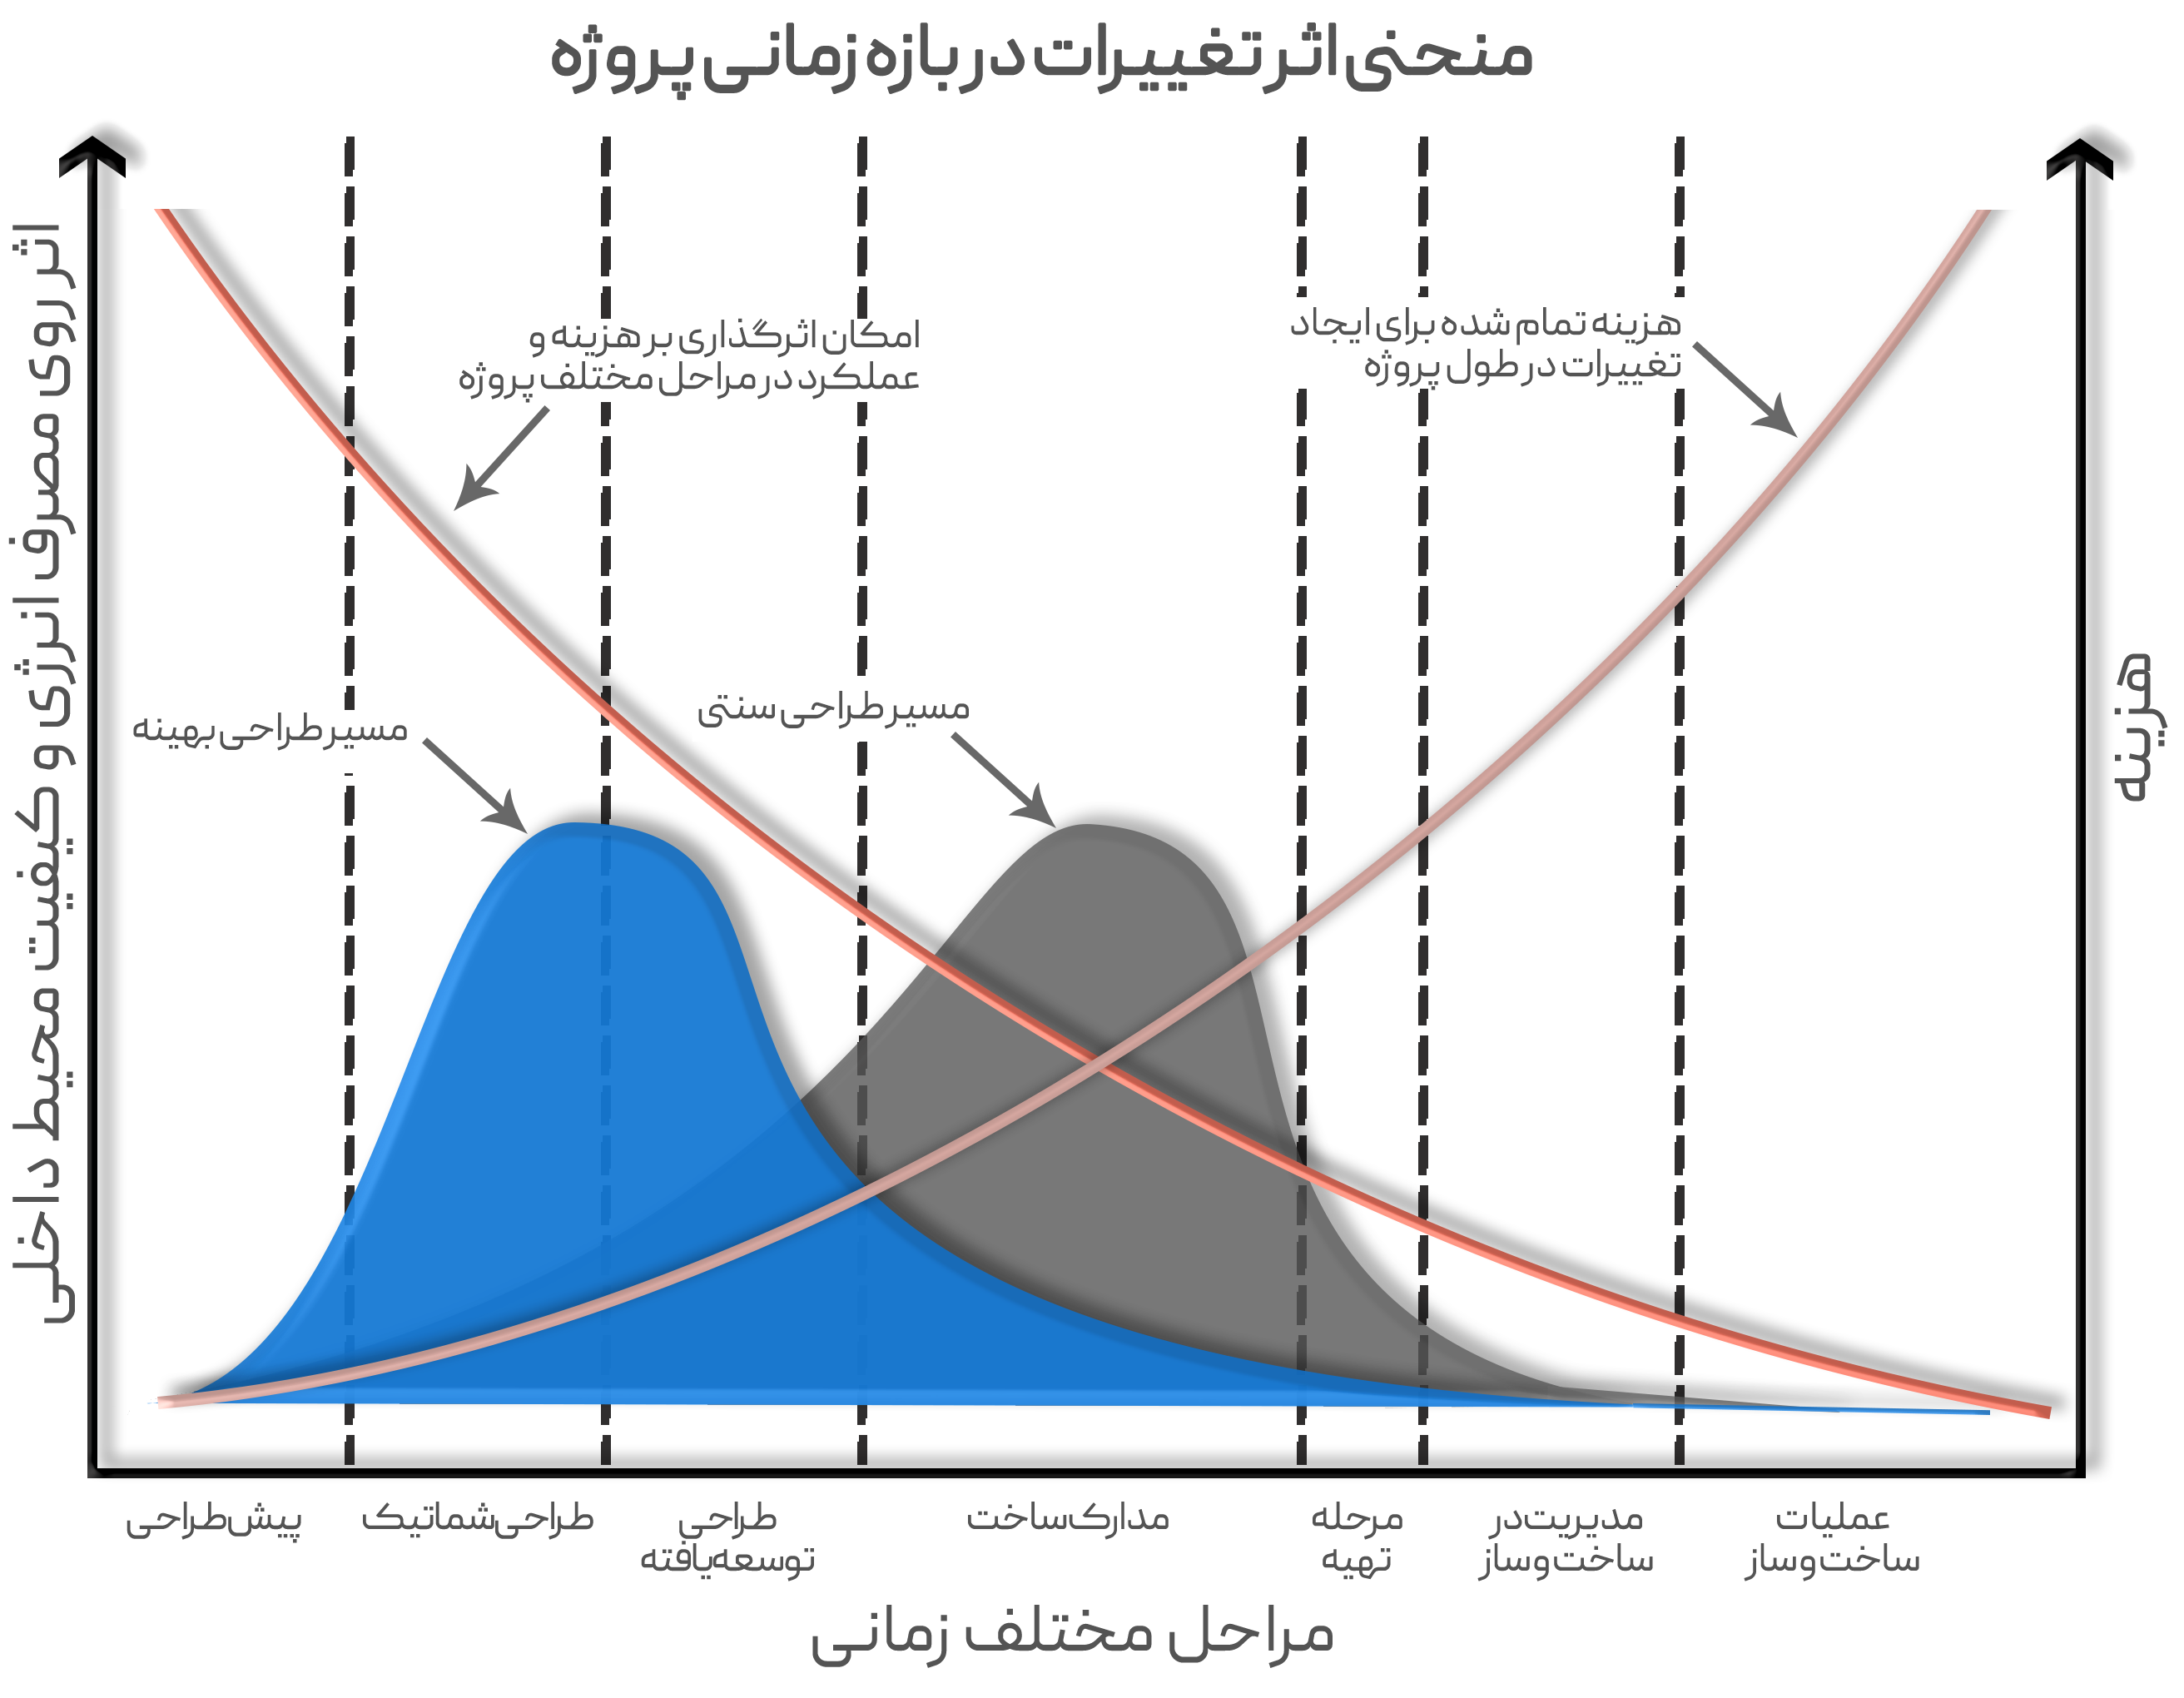 منحنی اثر تغییرات در بازه زمانی پروژه
اثر روی مصرف انرژی و کیفیت محیط داخلی
هزینه
امکان اثرگذاری بر هزینه و
عملکرد در مراحل مختلف پروژه
هزینه تمام شده برای ایجاد
تغییرات در طول پروژه
مسیر طراحی بهینه
مسیر طراحی سنتی
پیش‌طراحی
طراحی‌شماتیک
طراحی
توسعه‌یافته
مدارک‌ساخت
مرحله
تهیه
مدیریت‌در
ساخت‌و‌ساز
عملیات
ساخت‌و‌ساز
مراحل مختلف زمانی